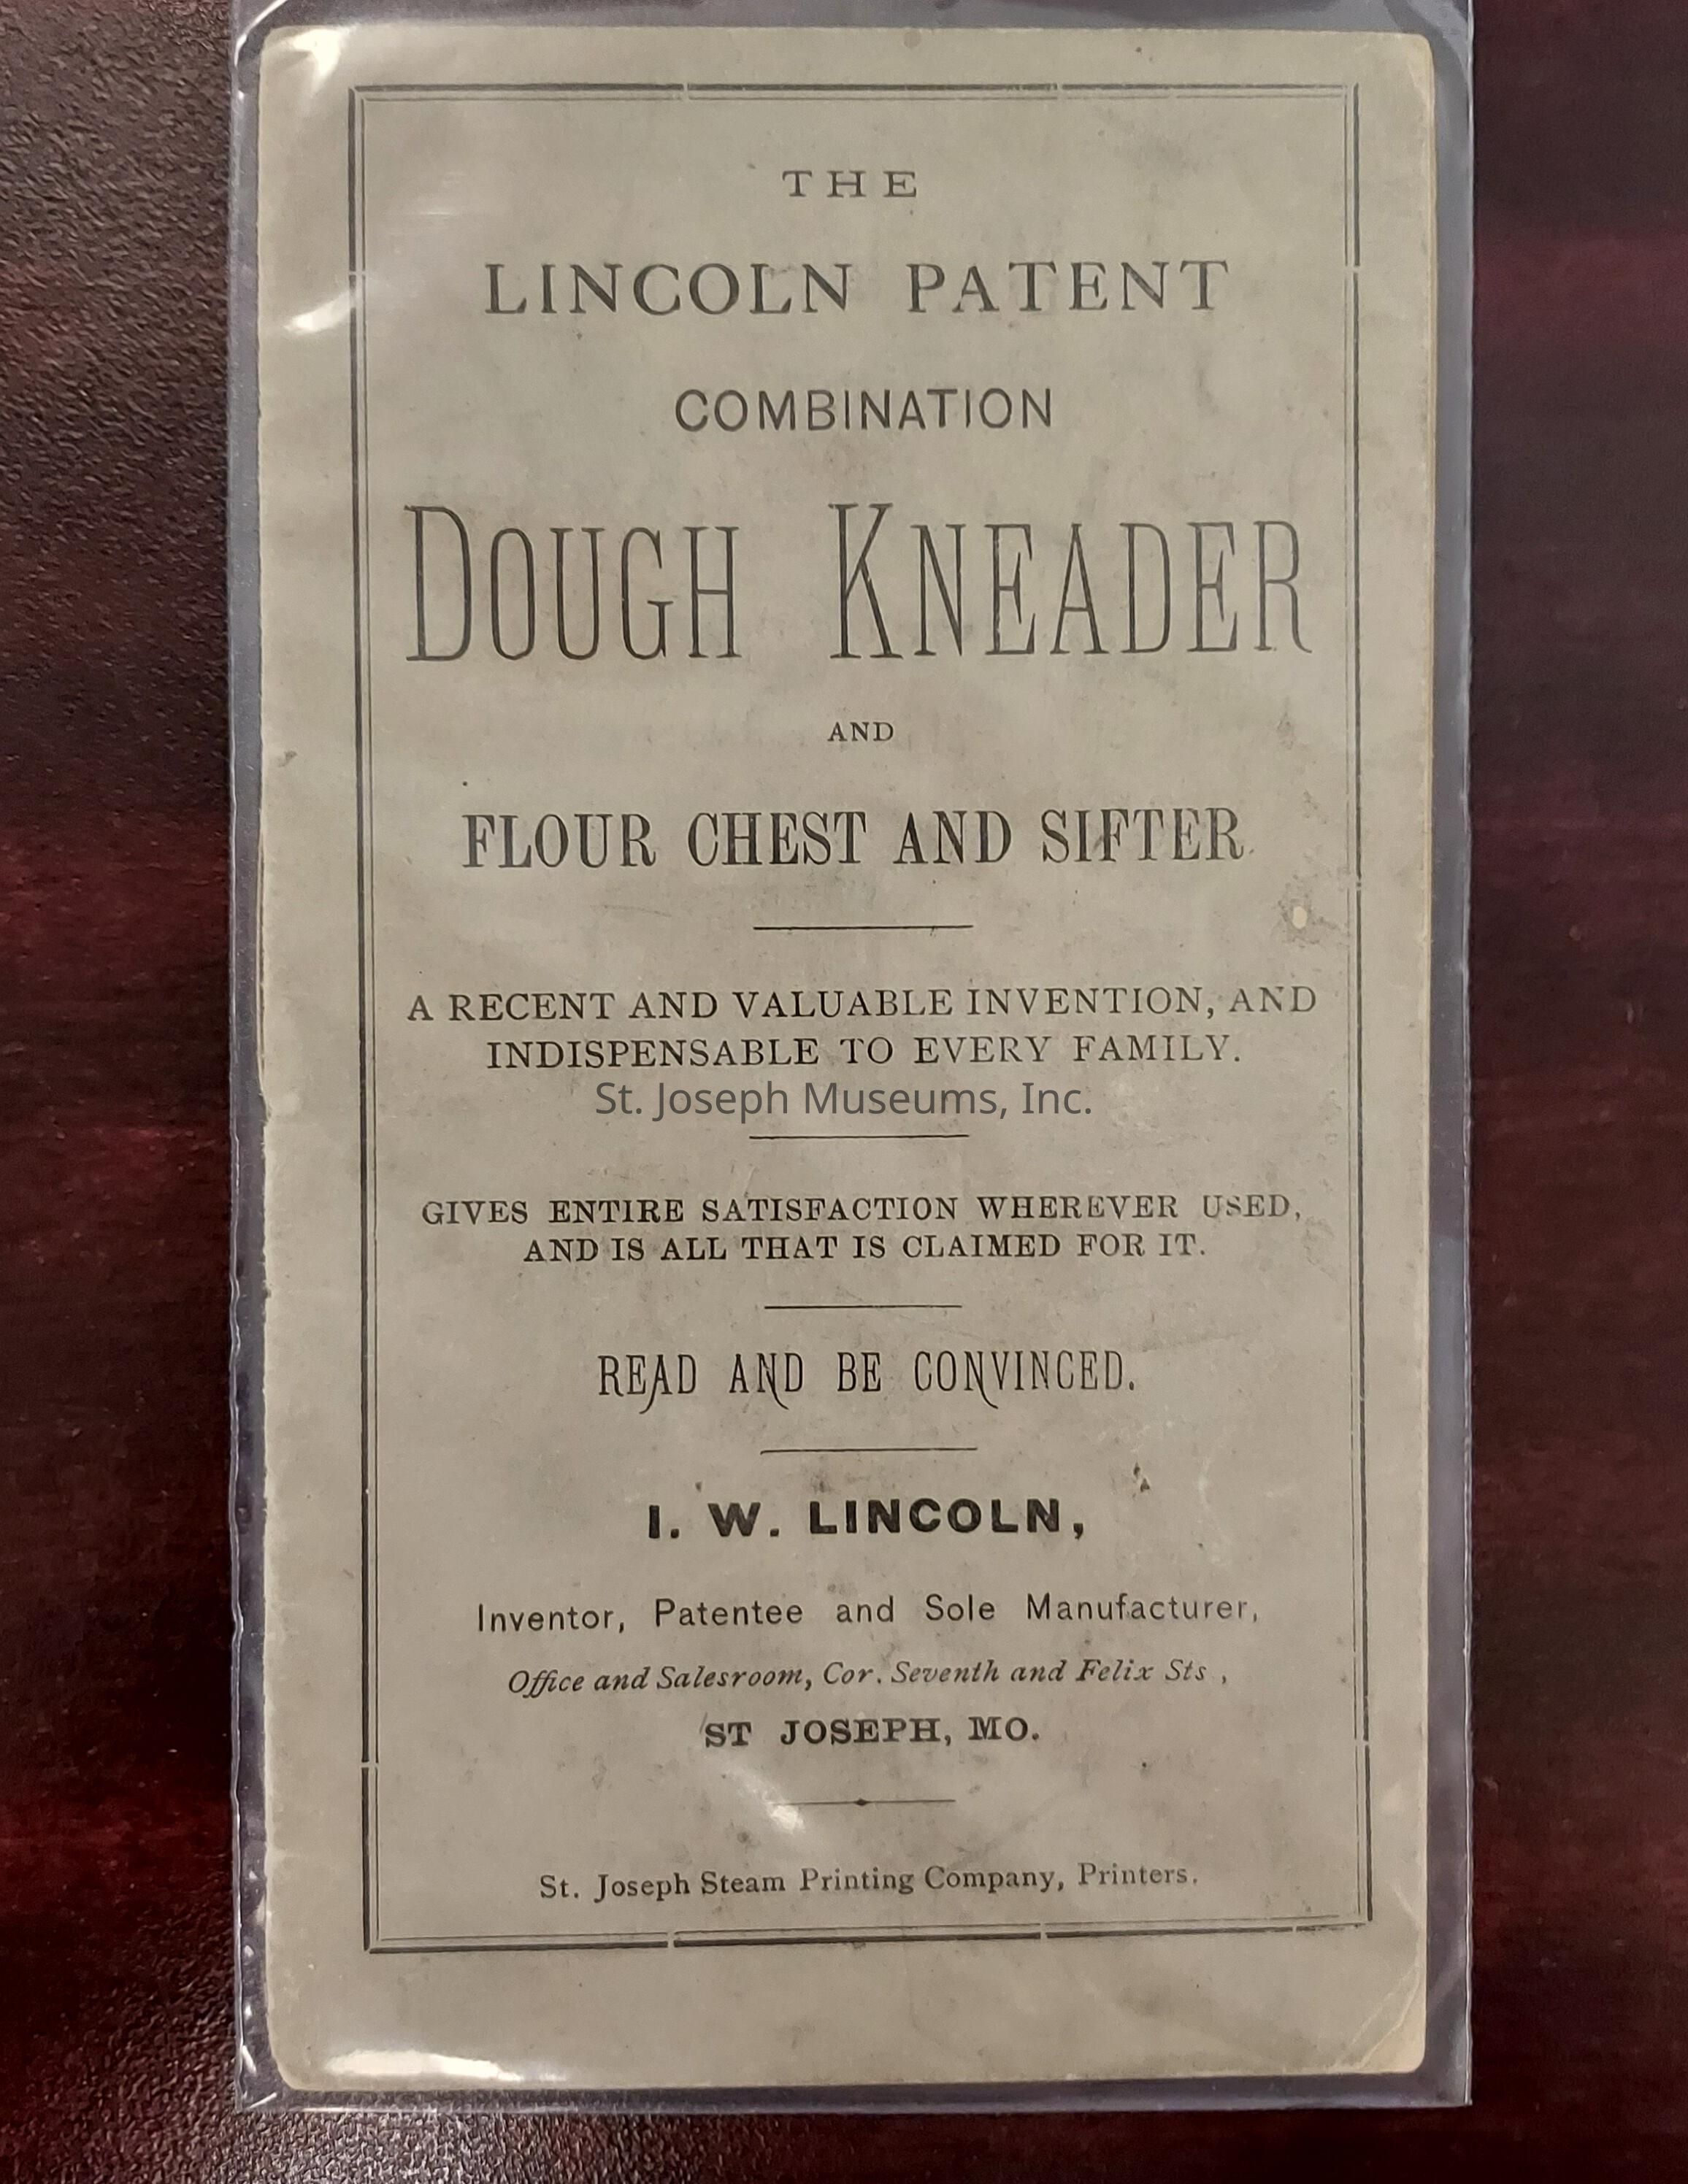 THE
LINCOLN PATENT
COMBINATION
DOUGH KNEADER
AND
FLOUR CHEST AND SIFTER.
A RECENT AND VALUABLE INVENTION, AND
INDISPENSABLE TO EVERY FAMILY.
St. Joseph Museums, Inc.
GIVES ENTIRE SATISFACTION WHEREVER USED,
AND IS ALL THAT IS CLAIMED FOR IT.
READ AND BE CONVINCED.
I. W. LINCOLN,
Inventor, Patentee and Sole Manufacturer,
Office and Salesroom, Cor. Seventh and Felix Sts ,
ST JOSEPH, MO.
St. Joseph Steam Printing Company, Printers.